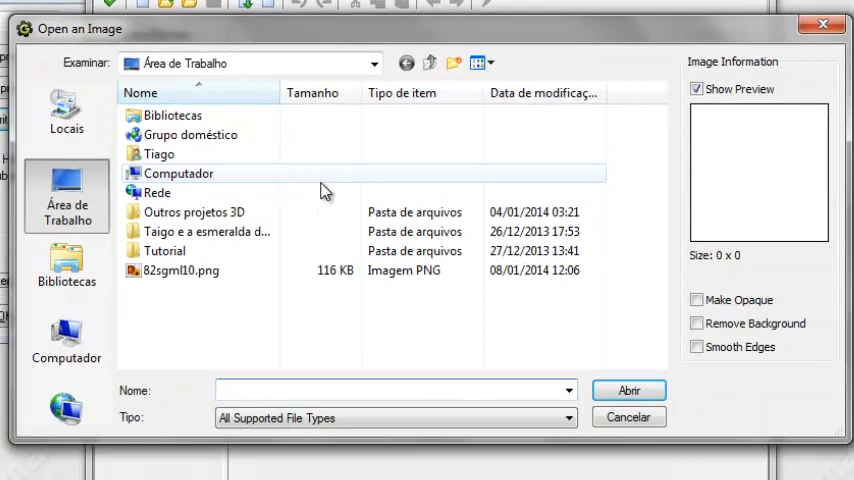 Open an Image
Examinar: Área de Trabalho
Image Information
Show Preview
Size: 0 x 0
Make Opaque
Remove Background
Smooth Edges
Locais
Área de
Trabalho
Bibliotecas
Computador
Nome Tamanho Tipo de item Data de modificaç...
Bibliotecas
Grupo doméstico
Tiago
Computador
Rede
Outros projetos 3D Pasta de arquivos 04/01/2014 03:21
Taigo e a esmeralda d... Pasta de arquivos 26/12/2013 17:53
Tutorial Pasta de arquivos 27/12/2013 13:41
82sgml10.png 116 KB Imagem PNG 08/01/2014 12:06
Nome: Abrir
Tipo: All Supported File Types Cancelar